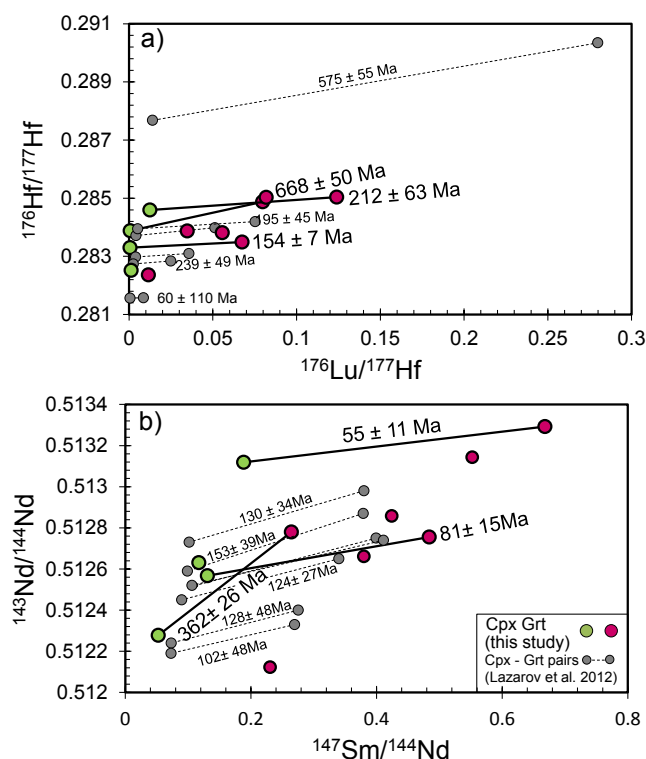 a)
0.291
0.289
0.287
0.285
0.283
0.281
¹⁷⁶Hf/¹⁷⁷Hf
575 ± 55 Ma
668 ± 50 Ma
212 ± 63 Ma
195 ± 45 Ma
154 ± 7 Ma
239 ± 49 Ma
60 ± 110 Ma
0 0.05 0.1 0.15 0.2 0.25 0.3
¹⁷⁶Lu/¹⁷⁷Hf
b)
0.5134
0.5132
0.513
0.5128
0.5126
0.5124
0.5122
0.512
¹⁴³Nd/¹⁴⁴Nd
55 ± 11 Ma
130 ± 34Ma
153± 39Ma
81± 15Ma
124± 27Ma
362± 26 Ma
128± 48Ma
102± 48Ma
Cpx Grt
(this study)
Cpx - Grt pairs
(Lazarov et al. 2012)
0 0.2 0.4 0.6 0.8
¹⁴⁷Sm/¹⁴⁴Nd